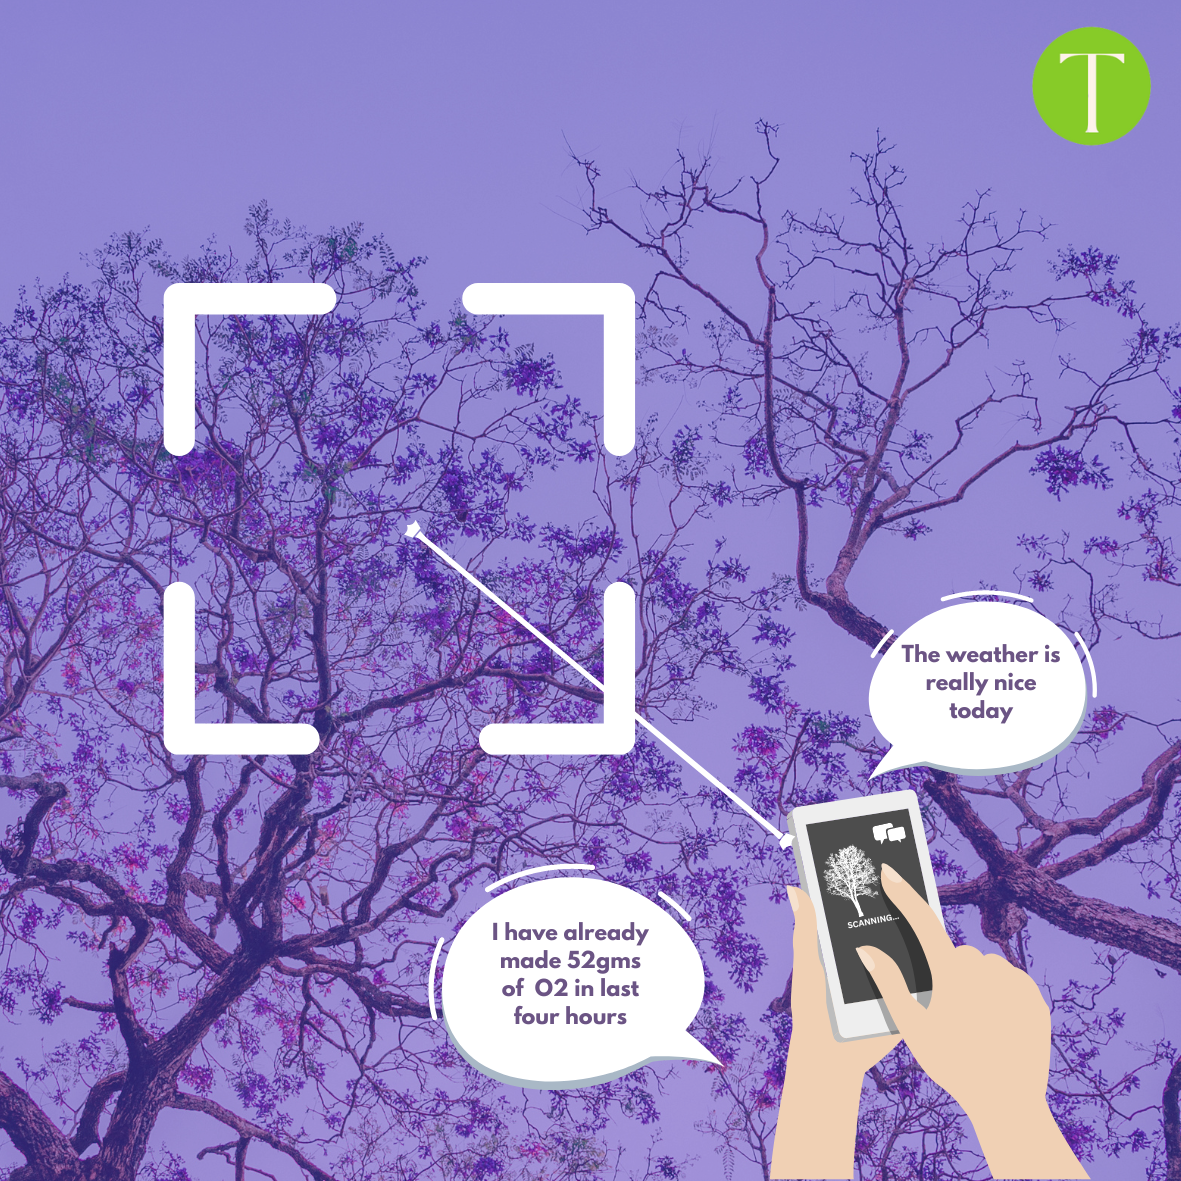 T
The weather is
really nice
today
SCANNING...
I have already
made 52gms
of O2 in last
four hours